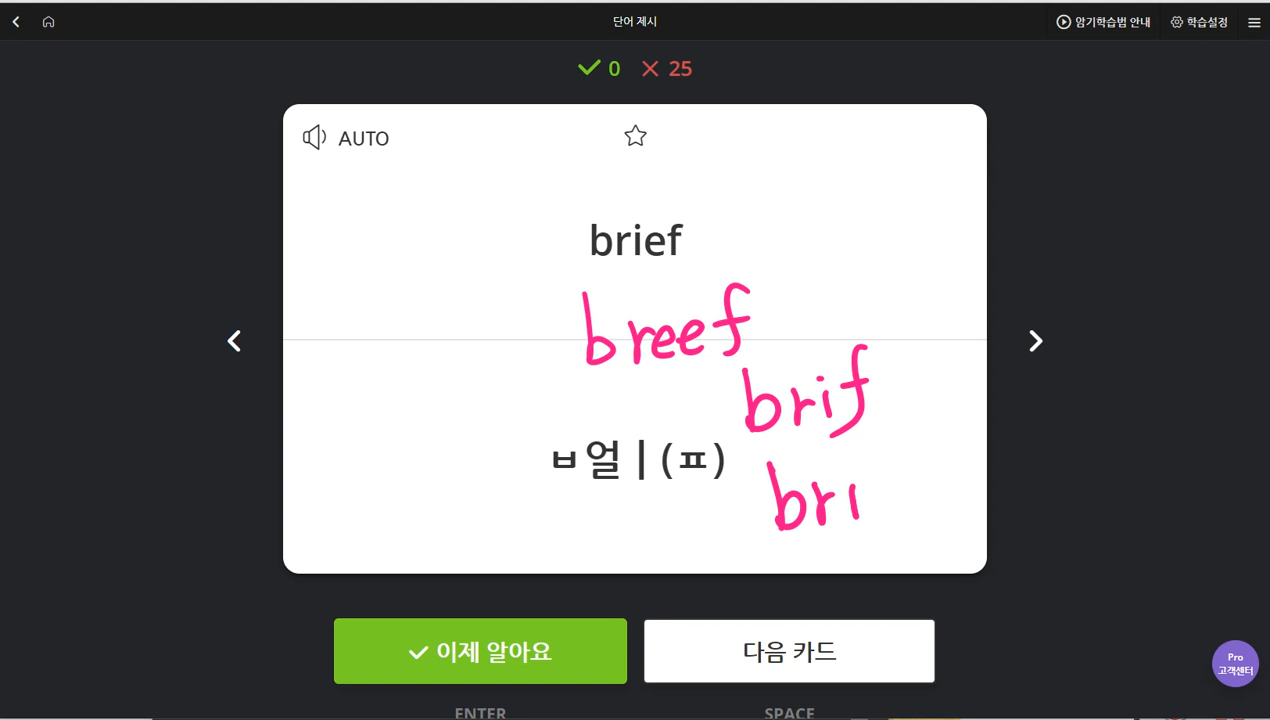 단어 제시
암기학습법 안내
학습설정
0
25
AUTO
brief
breef
brif
ㅂ얼ㅣ(ㅍ)
bri
이제 알아요
다음 카드
Pro
고객센터
ENTER
SPACE